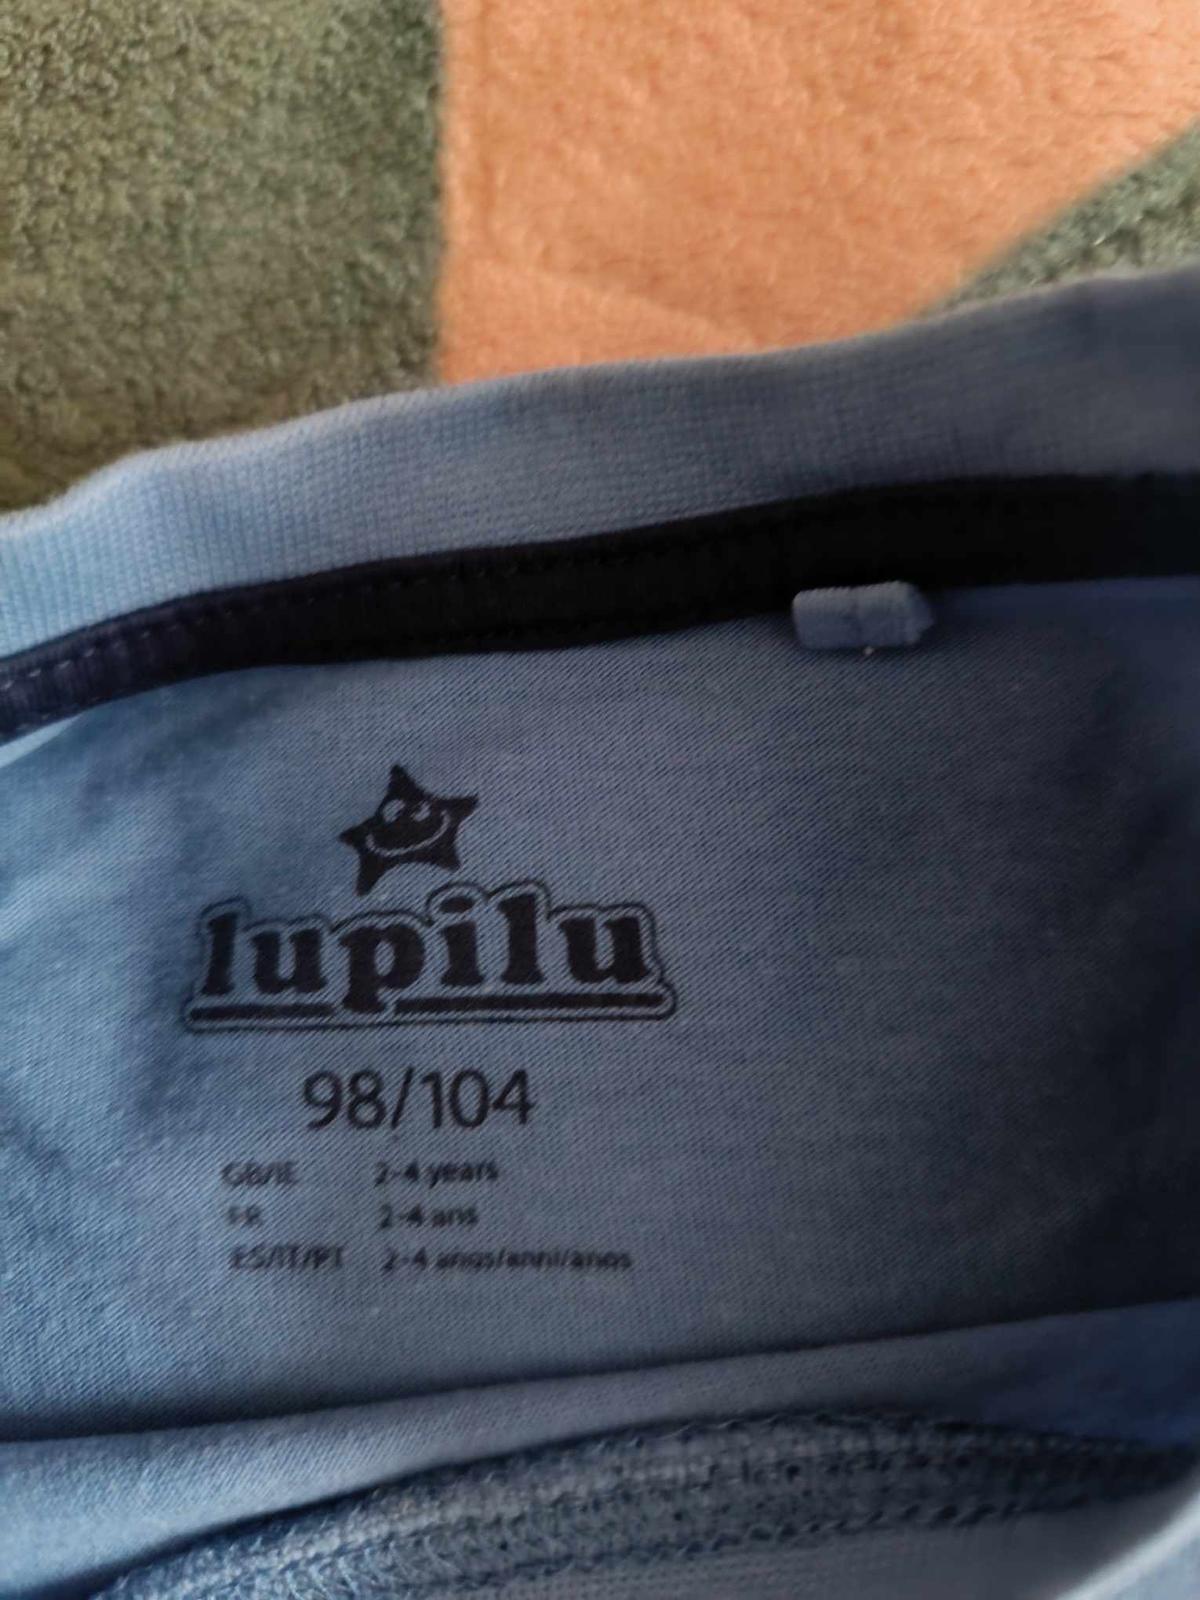 lupilu
98/104
GB/IE 2-4 years
FR 2-4 ans
ES/IT/PT 2-4 anos/anni/anos